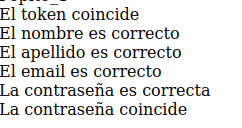 El token coincide
El nombre es correcto
El apellido es correcto
El email es correcto
La contraseña es correcta
La contraseña coincide